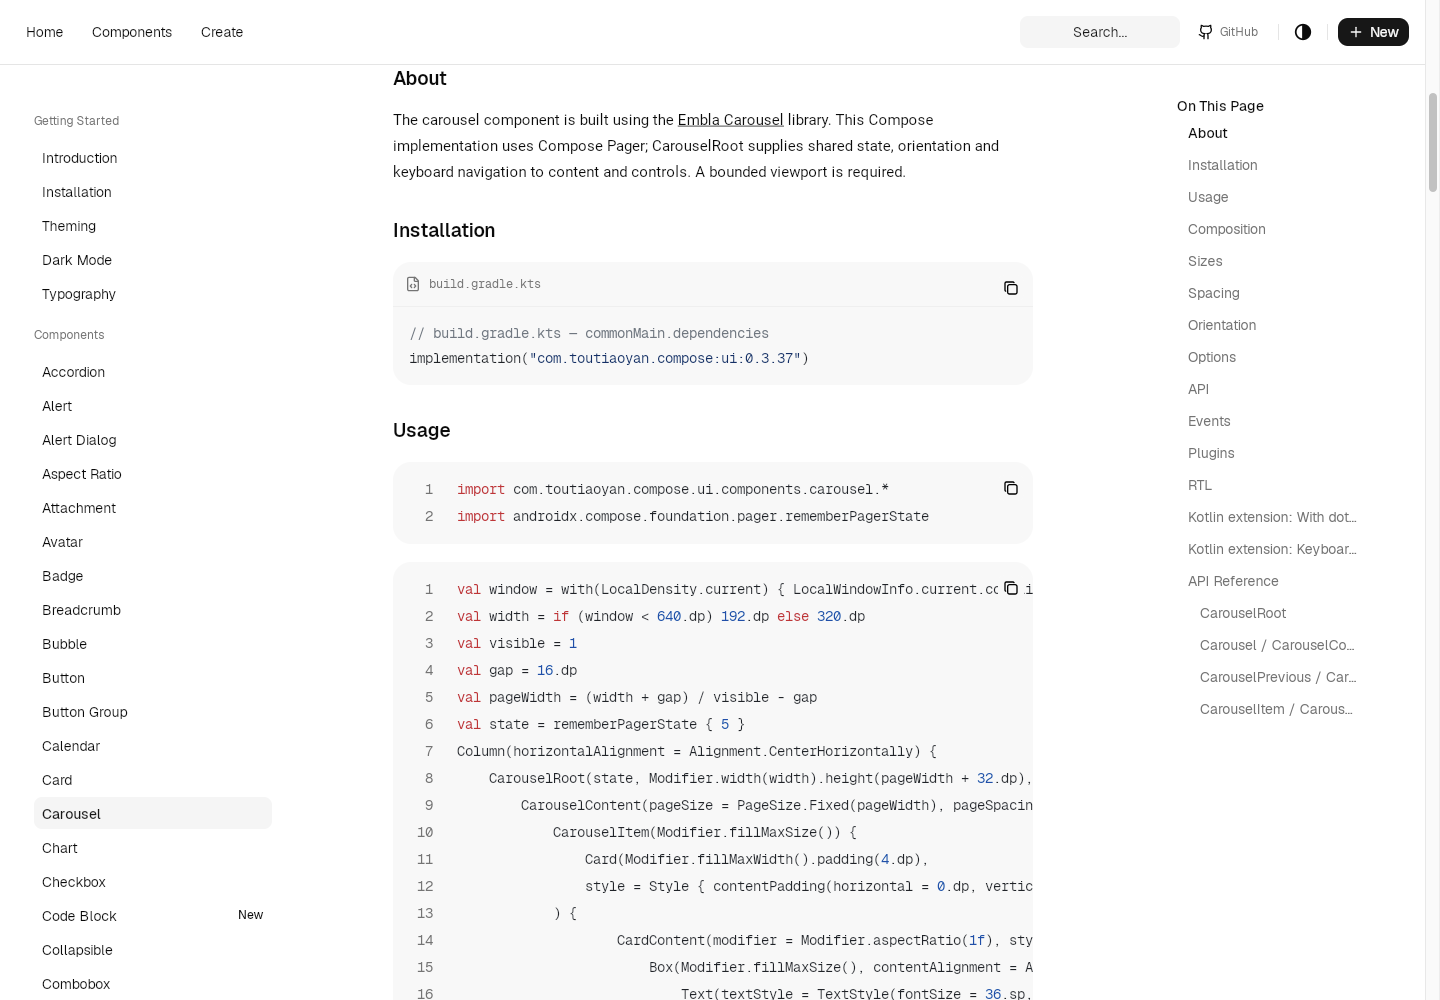 Home
Components
Create
Search...
GitHub
New
Getting Started
Introduction
Installation
Theming
Dark Mode
Typography
Components
Accordion
Alert
Alert Dialog
Aspect Ratio
Attachment
Avatar
Badge
Breadcrumb
Bubble
Button
Button Group
Calendar
Card
Carousel
Chart
Checkbox
Code Block New
Collapsible
Combobox
About
The carousel component is built using the Embla Carousel library. This Compose
implementation uses Compose Pager; CarouselRoot supplies shared state, orientation and
keyboard navigation to content and controls. A bounded viewport is required.
Installation
build.gradle.kts
// build.gradle.kts — commonMain.dependencies
implementation("com.toutiaoyan.compose:ui:0.3.37")
Usage
1 import com.toutiaoyan.compose.ui.components.carousel.*
2 import androidx.compose.foundation.pager.rememberPagerState
1 val window = with(LocalDensity.current) { LocalWindowInfo.current.co
2 val width = if (window < 640.dp) 192.dp else 320.dp
3 val visible = 1
4 val gap = 16.dp
5 val pageWidth = (width + gap) / visible - gap
6 val state = rememberPagerState { 5 }
7 Column(horizontalAlignment = Alignment.CenterHorizontally) {
8 CarouselRoot(state, Modifier.width(width).height(pageWidth + 32.dp),
9 CarouselContent(pageSize = PageSize.Fixed(pageWidth), pageSpacin
10 CarouselItem(Modifier.fillMaxSize()) {
11 Card(Modifier.fillMaxWidth().padding(4.dp),
12 style = Style { contentPadding(horizontal = 0.dp, vertic
13 ) {
14 CardContent(modifier = Modifier.aspectRatio(1f), sty
15 Box(Modifier.fillMaxSize(), contentAlignment = A
16 Text(textStyle = TextStyle(fontSize = 36.sp,
On This Page
About
Installation
Usage
Composition
Sizes
Spacing
Orientation
Options
API
Events
Plugins
RTL
Kotlin extension: With dot...
Kotlin extension: Keyboar...
API Reference
CarouselRoot
Carousel / CarouselCo...
CarouselPrevious / Car...
CarouselItem / Carous...